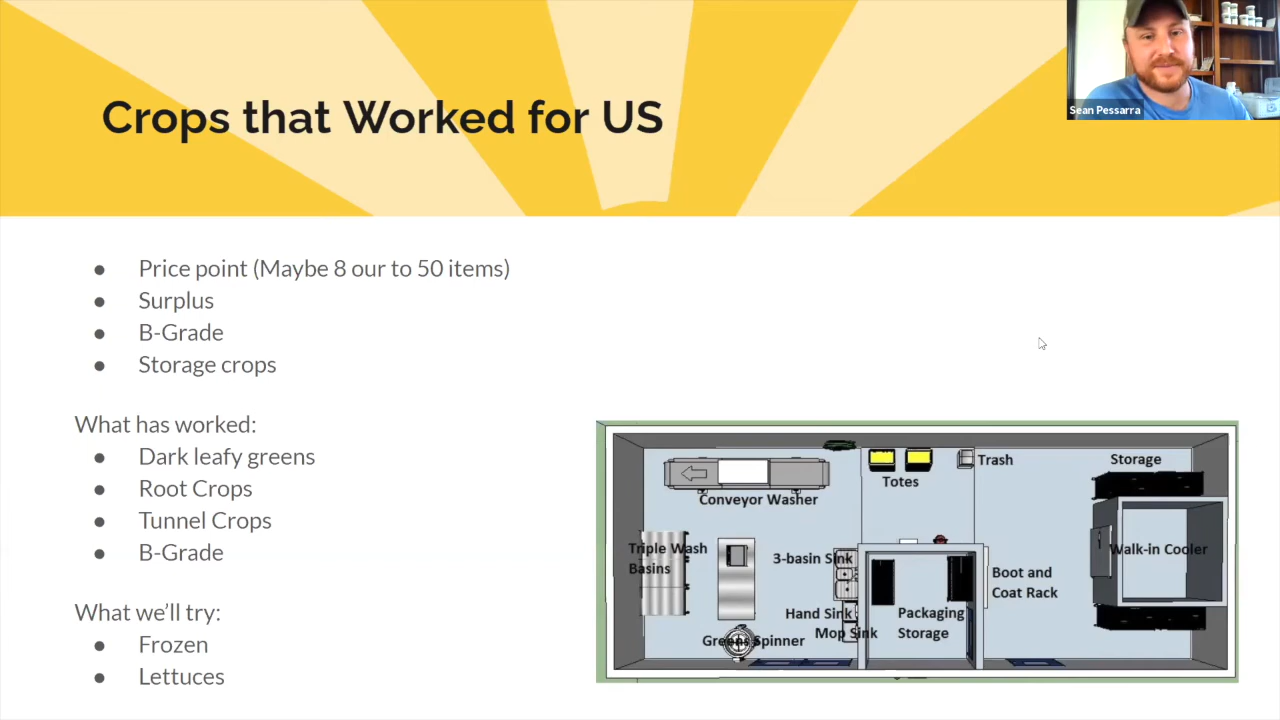 Crops that Worked for US
Sean Pessarra
● Price point (Maybe 8 our to 50 items)
● Surplus
● B-Grade
● Storage crops
What has worked:
● Dark leafy greens
● Root Crops
● Tunnel Crops
● B-Grade
What we'll try:
● Frozen
● Lettuces
Conveyor Washer
Totes
Trash
Storage
Triple Wash
Basins
3-basin Sink
Hand Sink
Mop Sink
Greens Spinner
Packaging
Storage
Boot and
Coat Rack
Walk-in Cooler